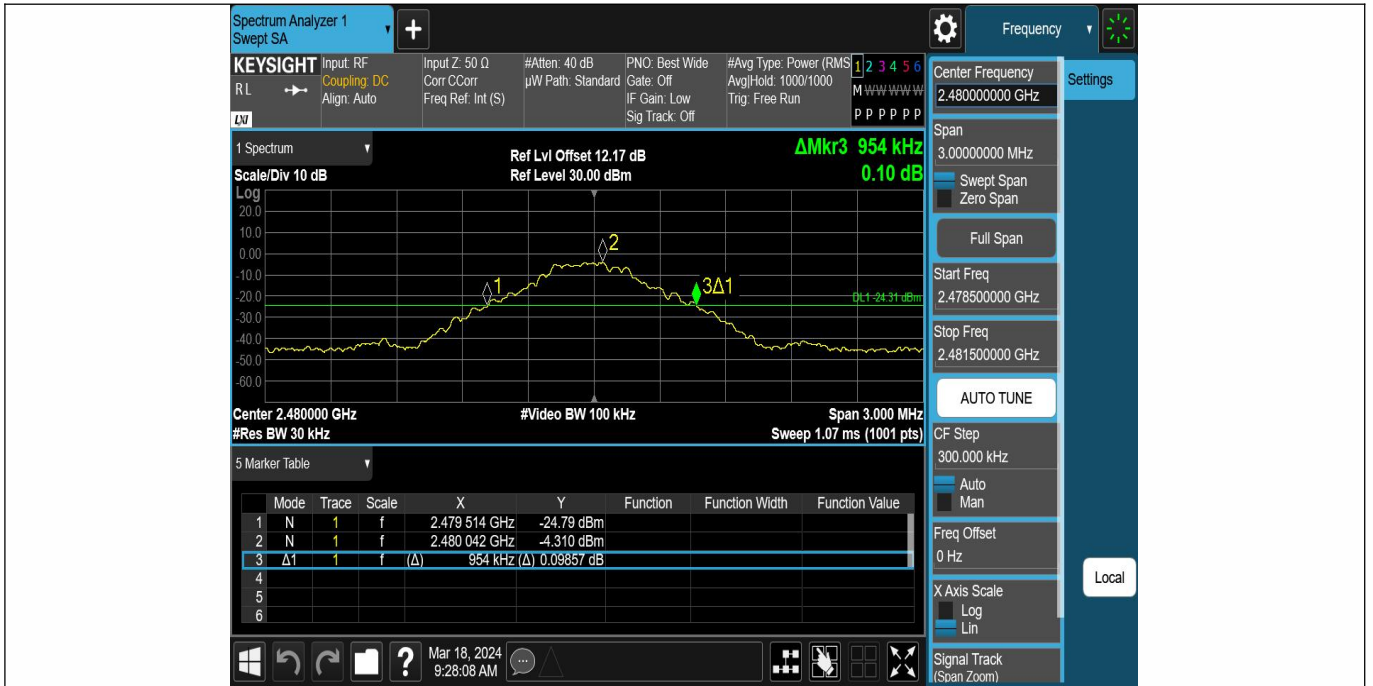 Spectrum Analyzer 1
Swept SA
+
Frequency
KEYSIGHT
RL
LXI
Input: RF
Coupling: DC
Align: Auto
Input Z: 50 Ω
Corr CCorr
Freq Ref: Int (S)
#Atten: 40 dB
µW Path: Standard
PNO: Best Wide
Gate: Off
IF Gain: Low
Sig Track: Off
#Avg Type: Power (RMS
Avg|Hold: 1000/1000
Trig: Free Run
1 2 3 4 5 6
M W W W W W
P P P P P P
1 Spectrum
Scale/Div 10 dB
Ref Lvl Offset 12.17 dB
Ref Level 30.00 dBm
ΔMkr3 954 kHz
0.10 dB
Log
20.0
10.0
0.00
-10.0
-20.0
-30.0
-40.0
-50.0
-60.0
1
2
3Δ1
DL1 -24.31 dBm
Center 2.480000 GHz
#Video BW 100 kHz
Span 3.000 MHz
#Res BW 30 kHz
Sweep 1.07 ms (1001 pts)
5 Marker Table
Mode Trace Scale X Y Function Function Width Function Value
1 N 1 f 2.479 514 GHz -24.79 dBm
2 N 1 f 2.480 042 GHz -4.310 dBm
3 Δ1 1 f (Δ) 954 kHz (Δ) 0.09857 dB
4
5
6
Mar 18, 2024
9:28:08 AM
?
Center Frequency
2.480000000 GHz
Settings
Span
3.00000000 MHz
Swept Span
Zero Span
Full Span
Start Freq
2.478500000 GHz
Stop Freq
2.481500000 GHz
AUTO TUNE
CF Step
300.000 kHz
Auto
Man
Freq Offset
0 Hz
Local
X Axis Scale
Log
Lin
Signal Track
(Span Zoom)